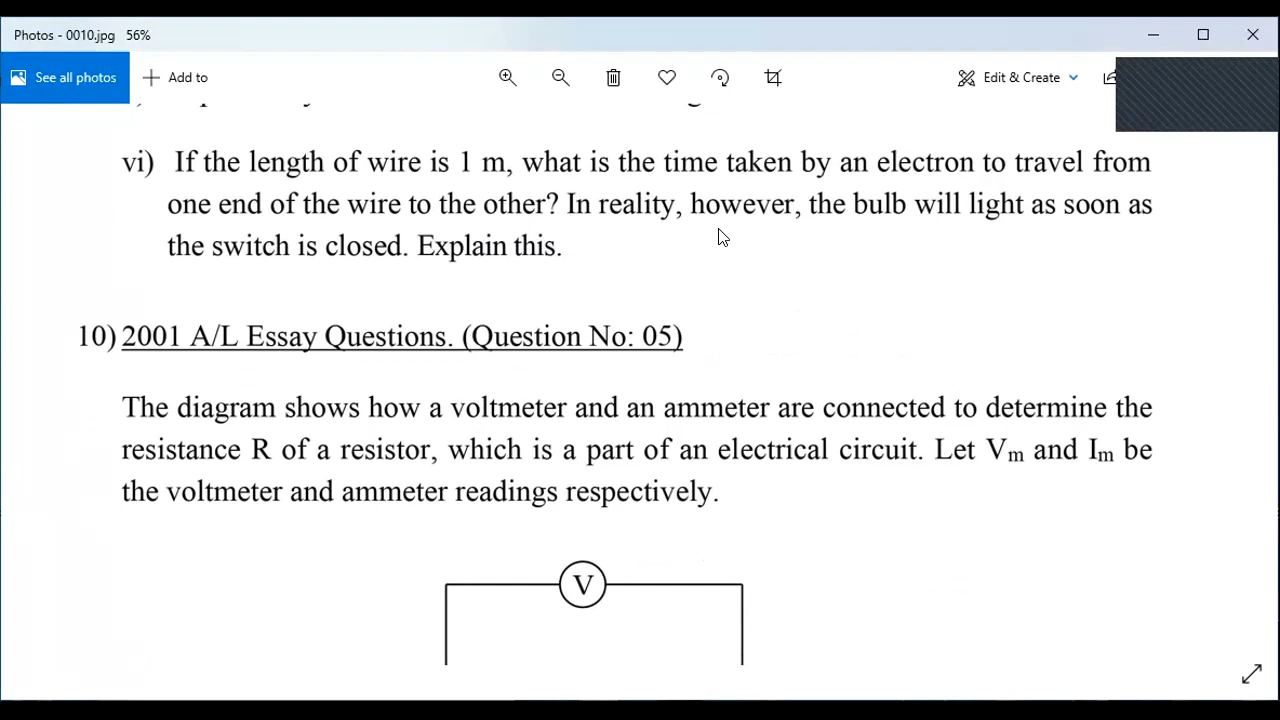 Photos - 0010.jpg 56%
See all photos
Add to
Edit & Create
vi) If the length of wire is 1 m, what is the time taken by an electron to travel from
one end of the wire to the other? In reality, however, the bulb will light as soon as
the switch is closed. Explain this.
10) 2001 A/L Essay Questions. (Question No: 05)
The diagram shows how a voltmeter and an ammeter are connected to determine the
resistance R of a resistor, which is a part of an electrical circuit. Let Vm and Im be
the voltmeter and ammeter readings respectively.
V